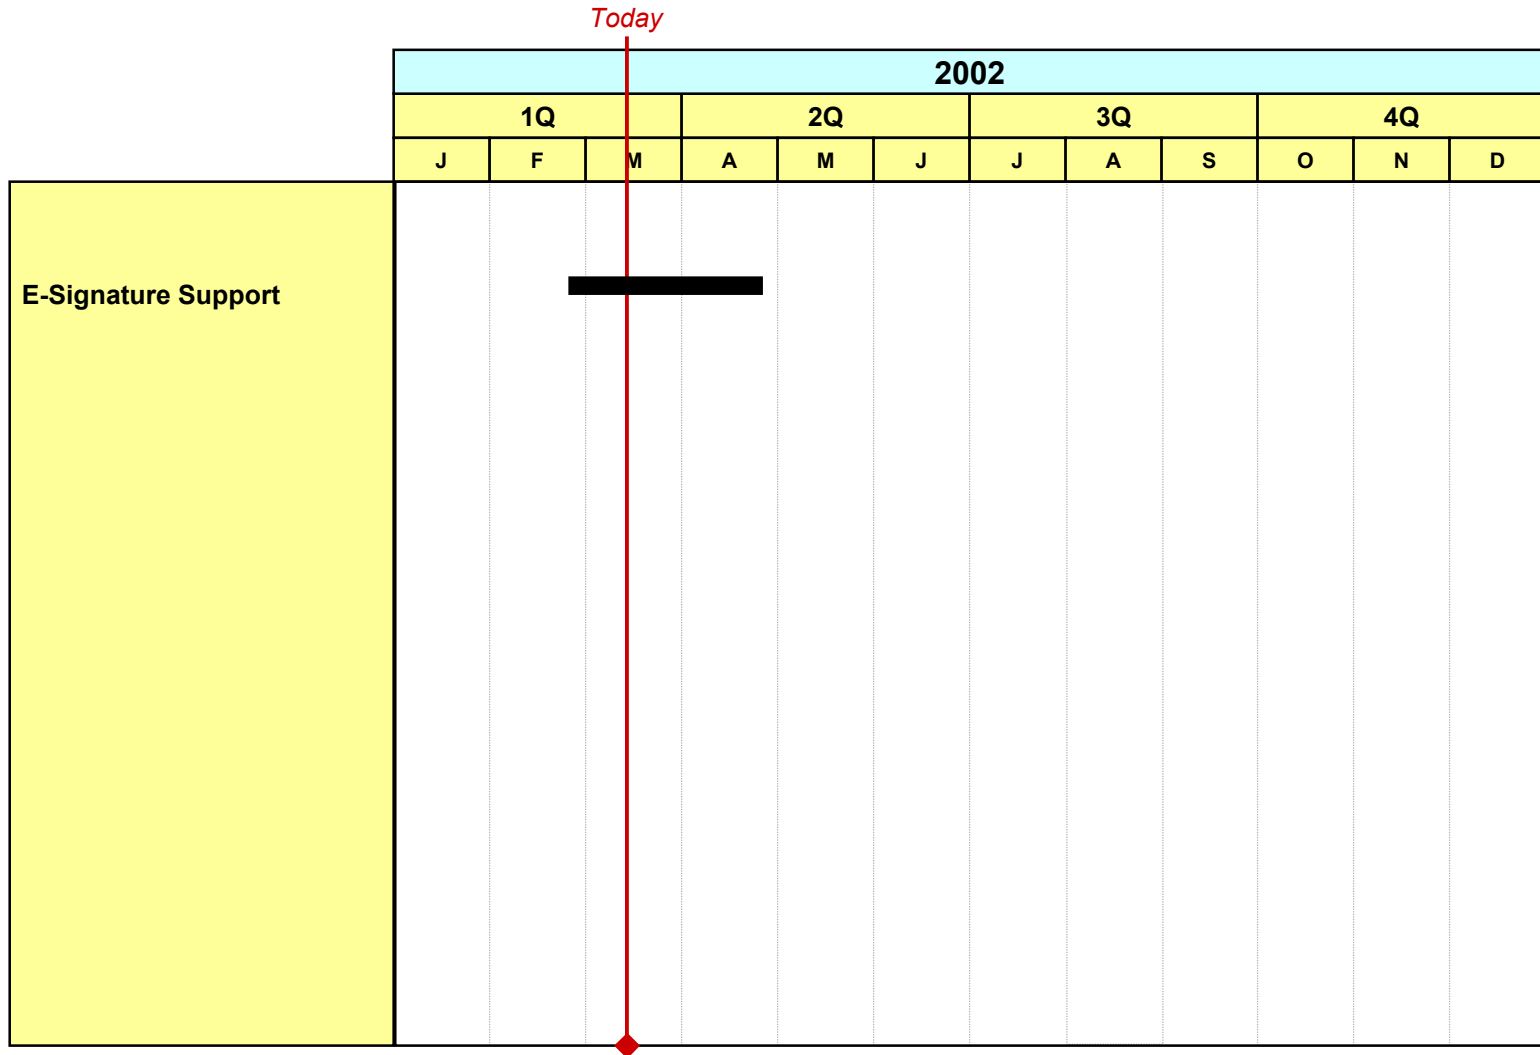 Today
2002
1Q 2Q 3Q 4Q
J F M A M J J A S O N D
E-Signature Support